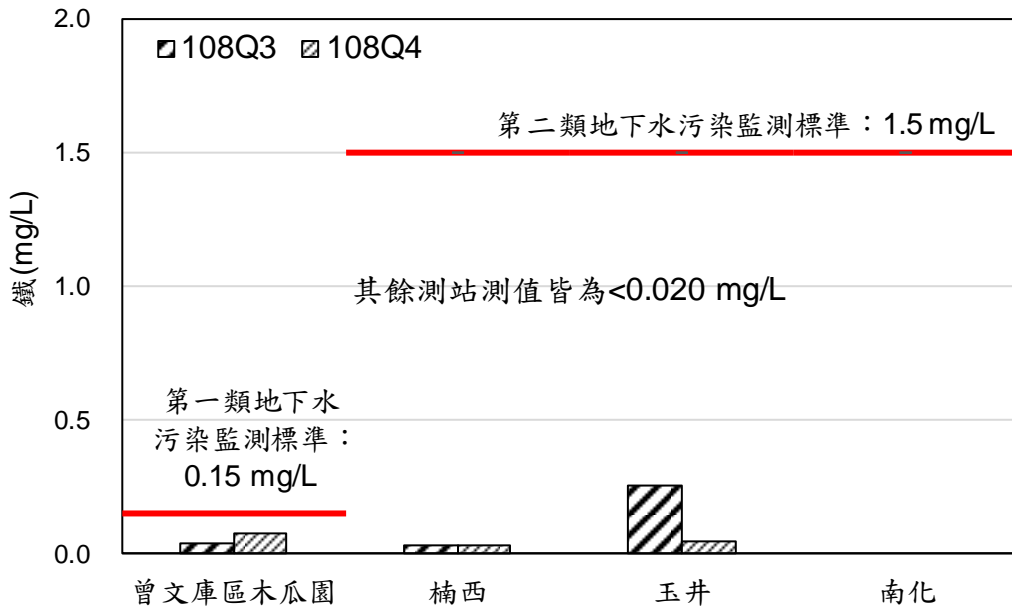 2.0
108Q3 108Q4
第二類地下水污染監測標準：1.5 mg/L
1.5
鐵(mg/L)
1.0
其餘測站測值皆為<0.020 mg/L
0.5
第一類地下水
污染監測標準：
0.15 mg/L
0.0
曾文庫區木瓜園 楠西 玉井 南化